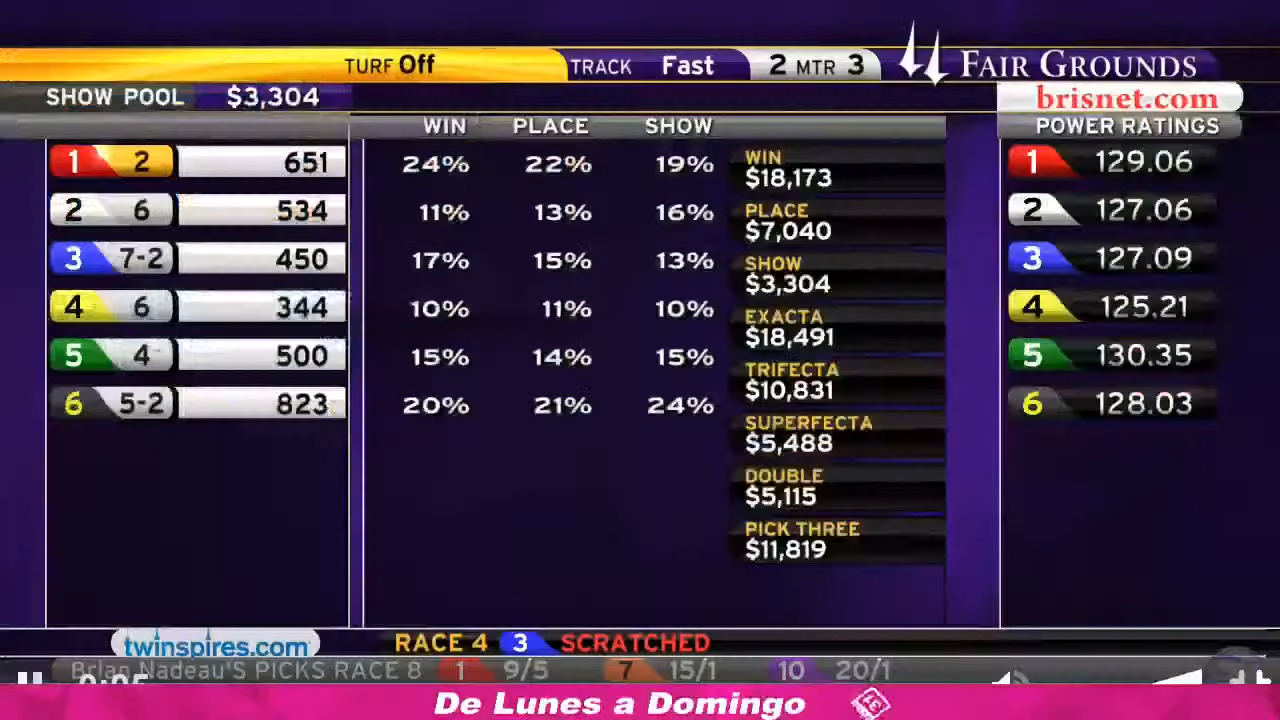 TURF Off TRACK Fast 2 MTR 3 FAIR GROUNDS
SHOW POOL $3,304 brisnet.com
WIN PLACE SHOW POWER RATINGS
1 2 651 24% 22% 19% 1 129.06
2 6 534 11% 13% 16% 2 127.06
3 7-2 450 17% 15% 13% 3 127.09
4 6 344 10% 11% 10% 4 125.21
5 4 500 15% 14% 15% 5 130.35
6 5-2 823 20% 21% 24% 6 128.03
WIN
$18,173
PLACE
$7,040
SHOW
$3,304
EXACTA
$18,491
TRIFECTA
$10,831
SUPERFECTA
$5,488
DOUBLE
$5,115
PICK THREE
$11,819
twinspires.com RACE 4 3 SCRATCHED
Brian Nadeau'S PICKS RACE 8 1 9/5 7 15/1 10 20/1
0:05
De Lunes a Domingo